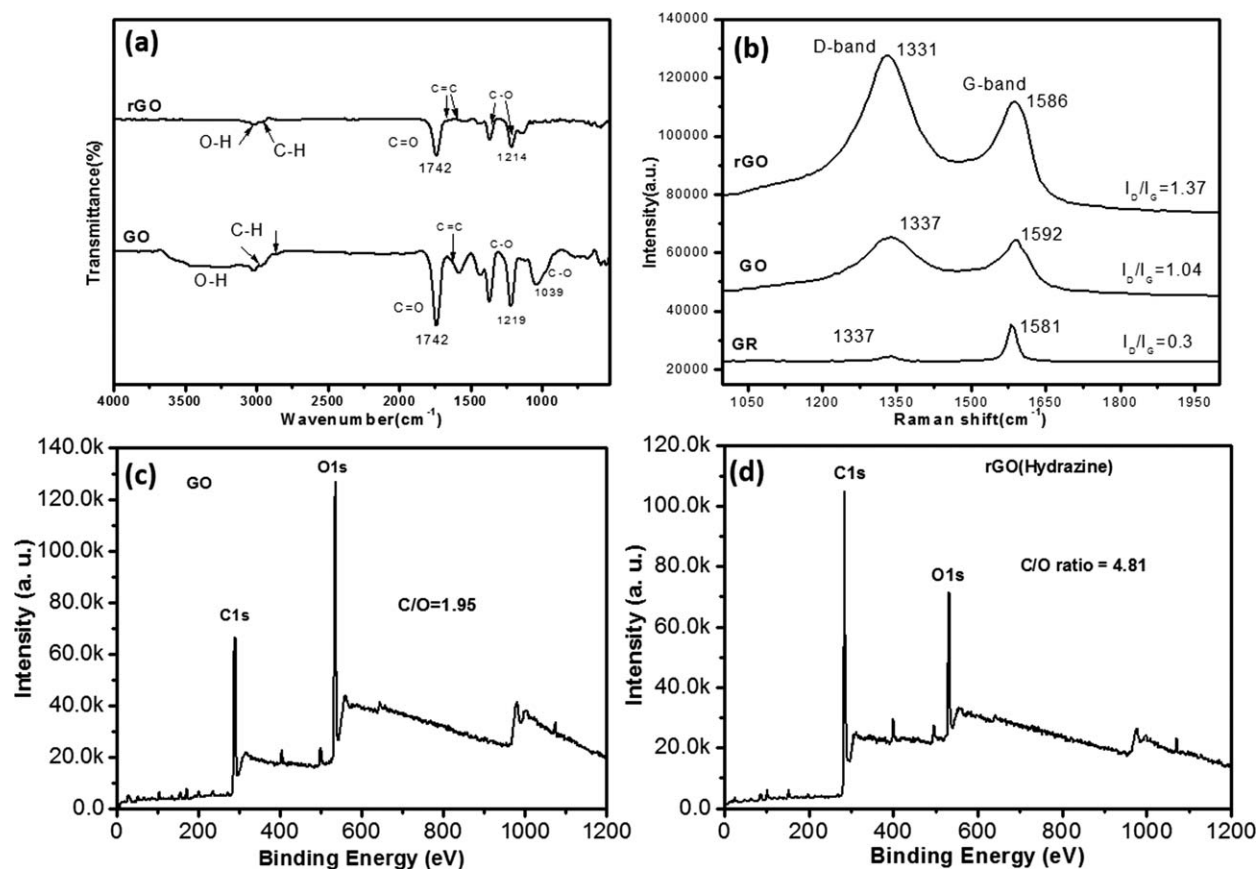 (a)
rGO
O-H
C-H
C=C
C-O
C=O
1742
1214
GO
C-H
O-H
C=C
C-O
C-O
1039
C=O
1219
1742
Transmittance(%)
4000 3500 3000 2500 2000 1500 1000
Wavenumber(cm-1)
(b)
D-band 1331
G-band
1586
rGO
ID/IG=1.37
1337
1592
GO
ID/IG=1.04
1337
1581
GR
ID/IG=0.3
Intensity(a.u.)
140000
120000
100000
80000
60000
40000
20000
1050 1200 1350 1500 1650 1800 1950
Raman shift(cm-1)
(c)
GO
O1s
C1s
C/O=1.95
Intensity (a. u.)
140.0k
120.0k
100.0k
80.0k
60.0k
40.0k
20.0k
0.0
0 200 400 600 800 1000 1200
Binding Energy (eV)
(d)
rGO(Hydrazine)
C1s
O1s
C/O ratio = 4.81
Intensity (a. u.)
120.0k
100.0k
80.0k
60.0k
40.0k
20.0k
0.0
0 200 400 600 800 1000 1200
Binding Energy (eV)